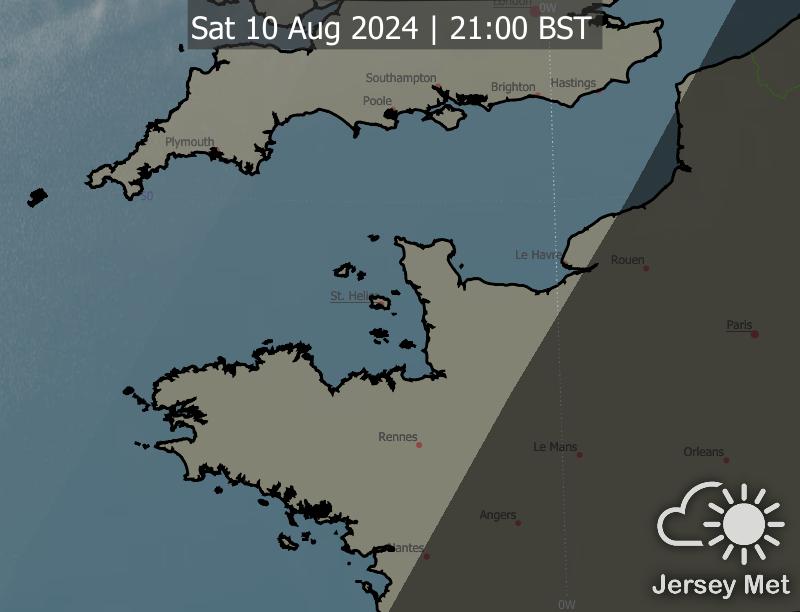 London
0W
Sat 10 Aug 2024 | 21:00 BST
Southampton
Brighton
Hastings
Poole
Plymouth
50
Le Havre
Rouen
St. Helier
Paris
Rennes
Le Mans
Orleans
Angers
Nantes
Jersey Met
0W